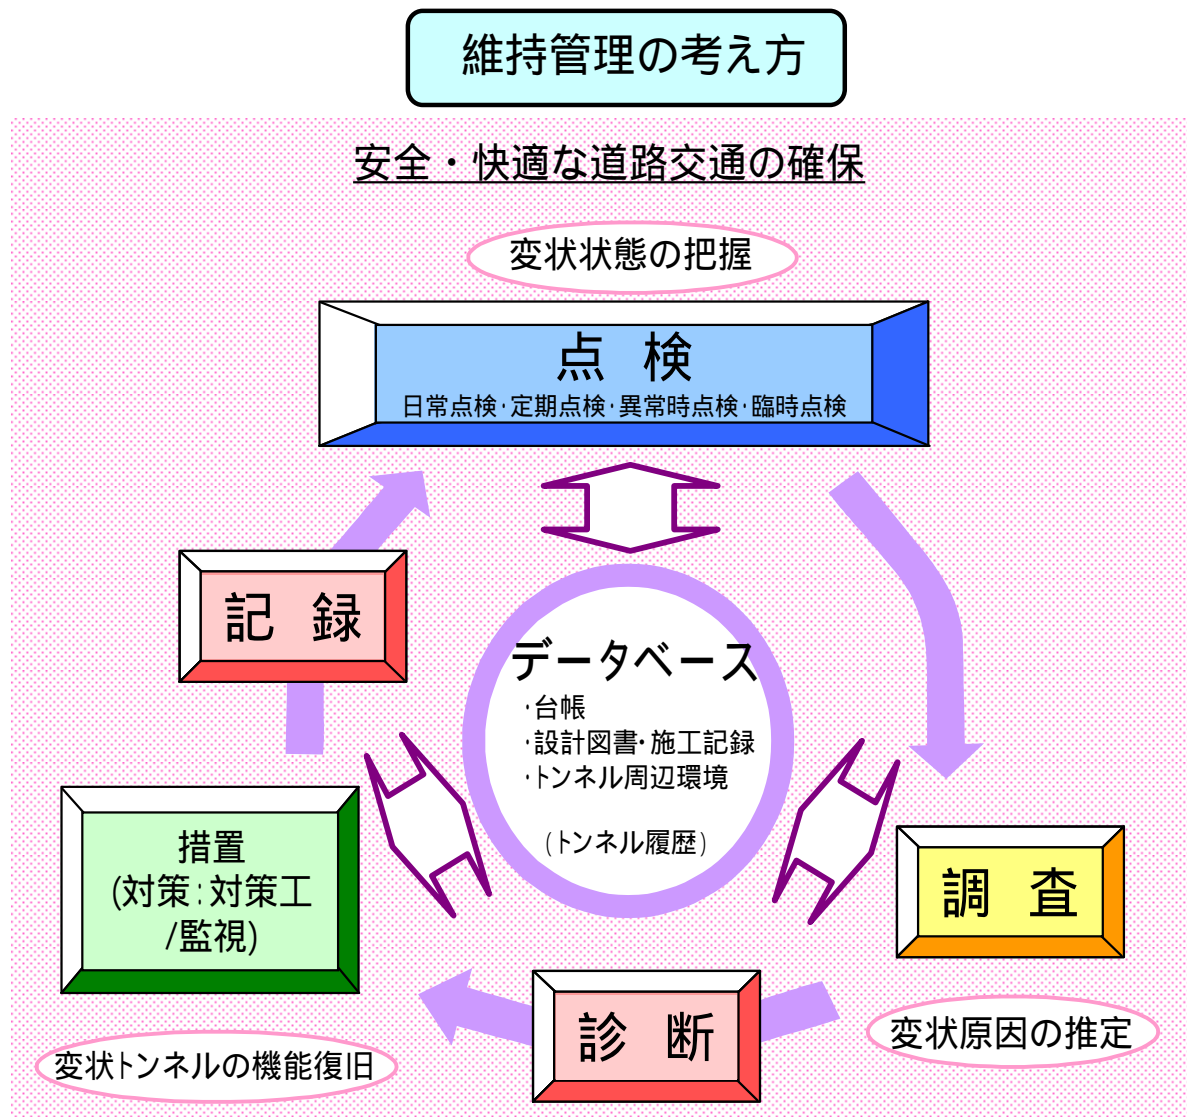 維持管理の考え方
安全・快適な道路交通の確保
変状状態の把握
点 検
日常点検・定期点検・異常時点検・臨時点検
記 録
データベース
・台帳
・設計図書・施工記録
・トンネル周辺環境
(トンネル履歴)
措置
(対策:対策工
/監視)
調 査
診 断
変状原因の推定
変状トンネルの機能復旧